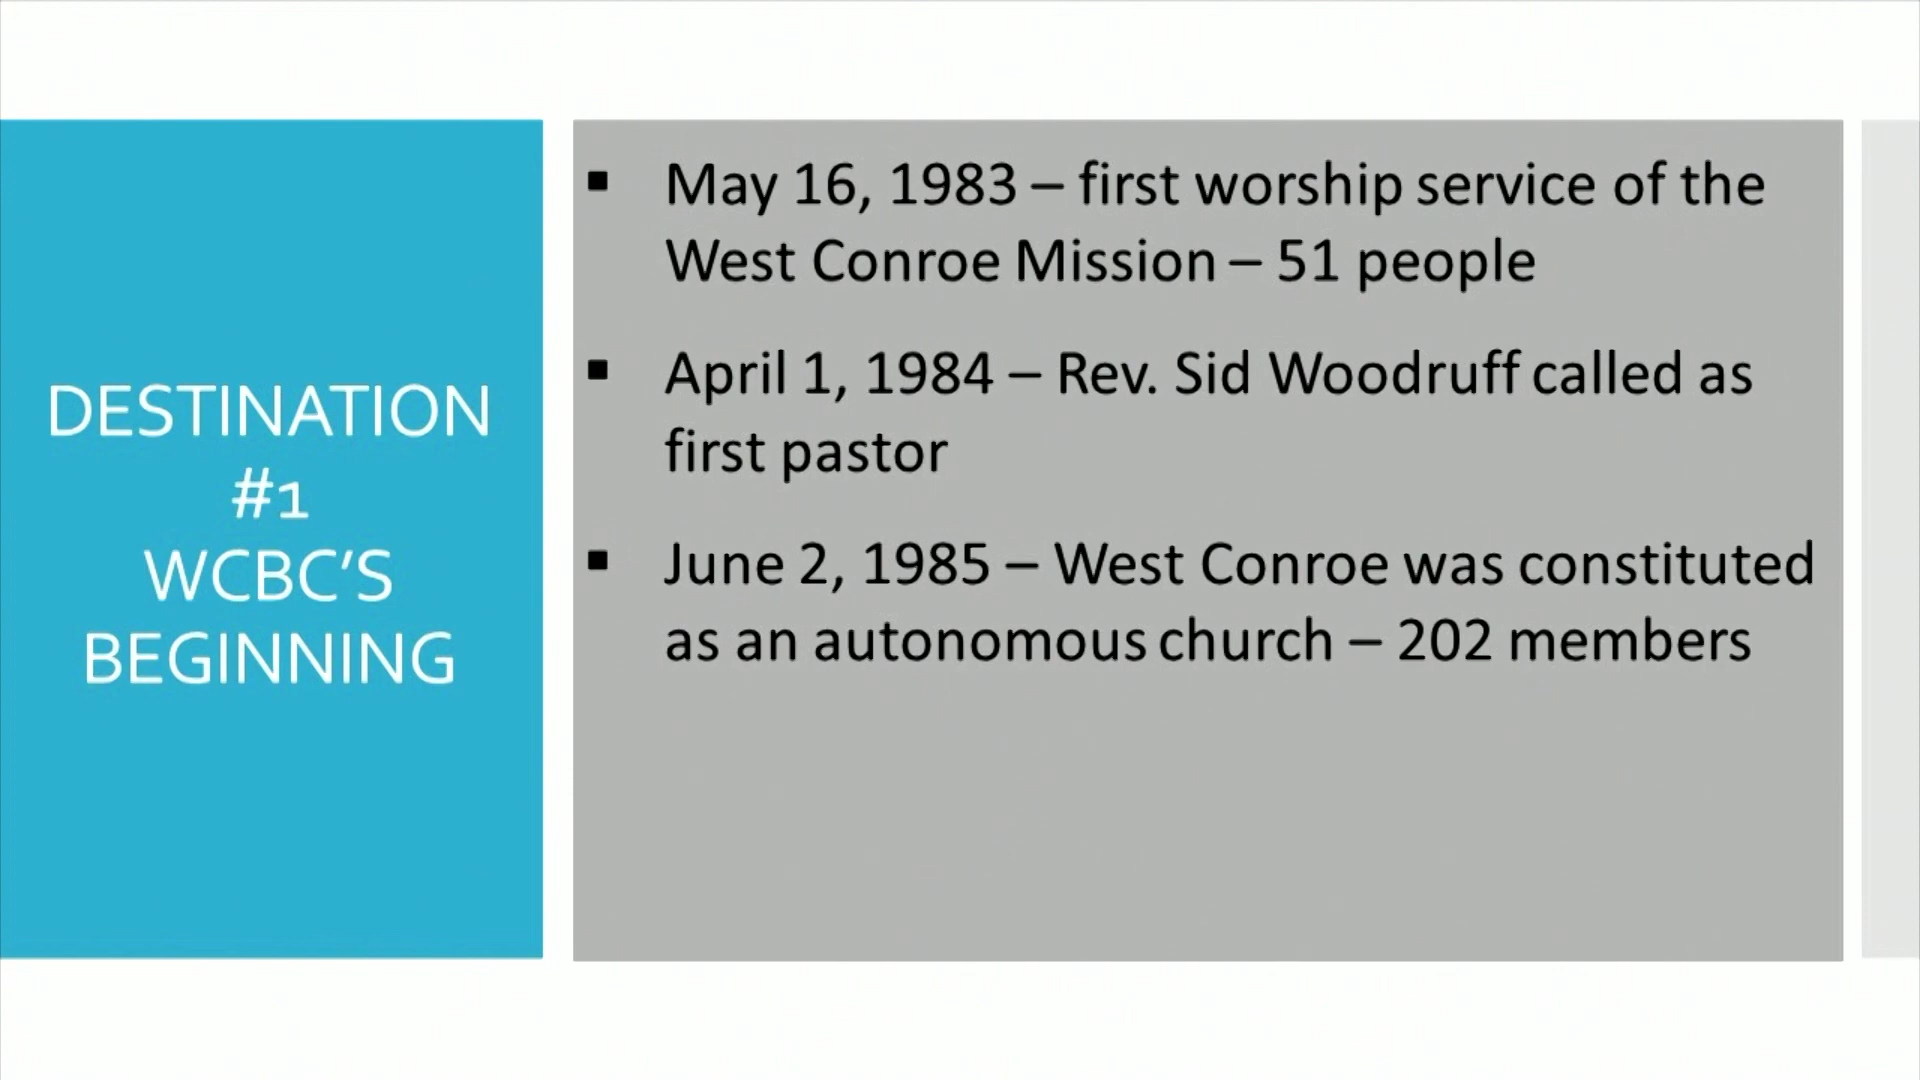 DESTINATION
#1
WCBC’S
BEGINNING
▪ May 16, 1983 – first worship service of the
West Conroe Mission – 51 people
▪ April 1, 1984 – Rev. Sid Woodruff called as
first pastor
▪ June 2, 1985 – West Conroe was constituted
as an autonomous church – 202 members